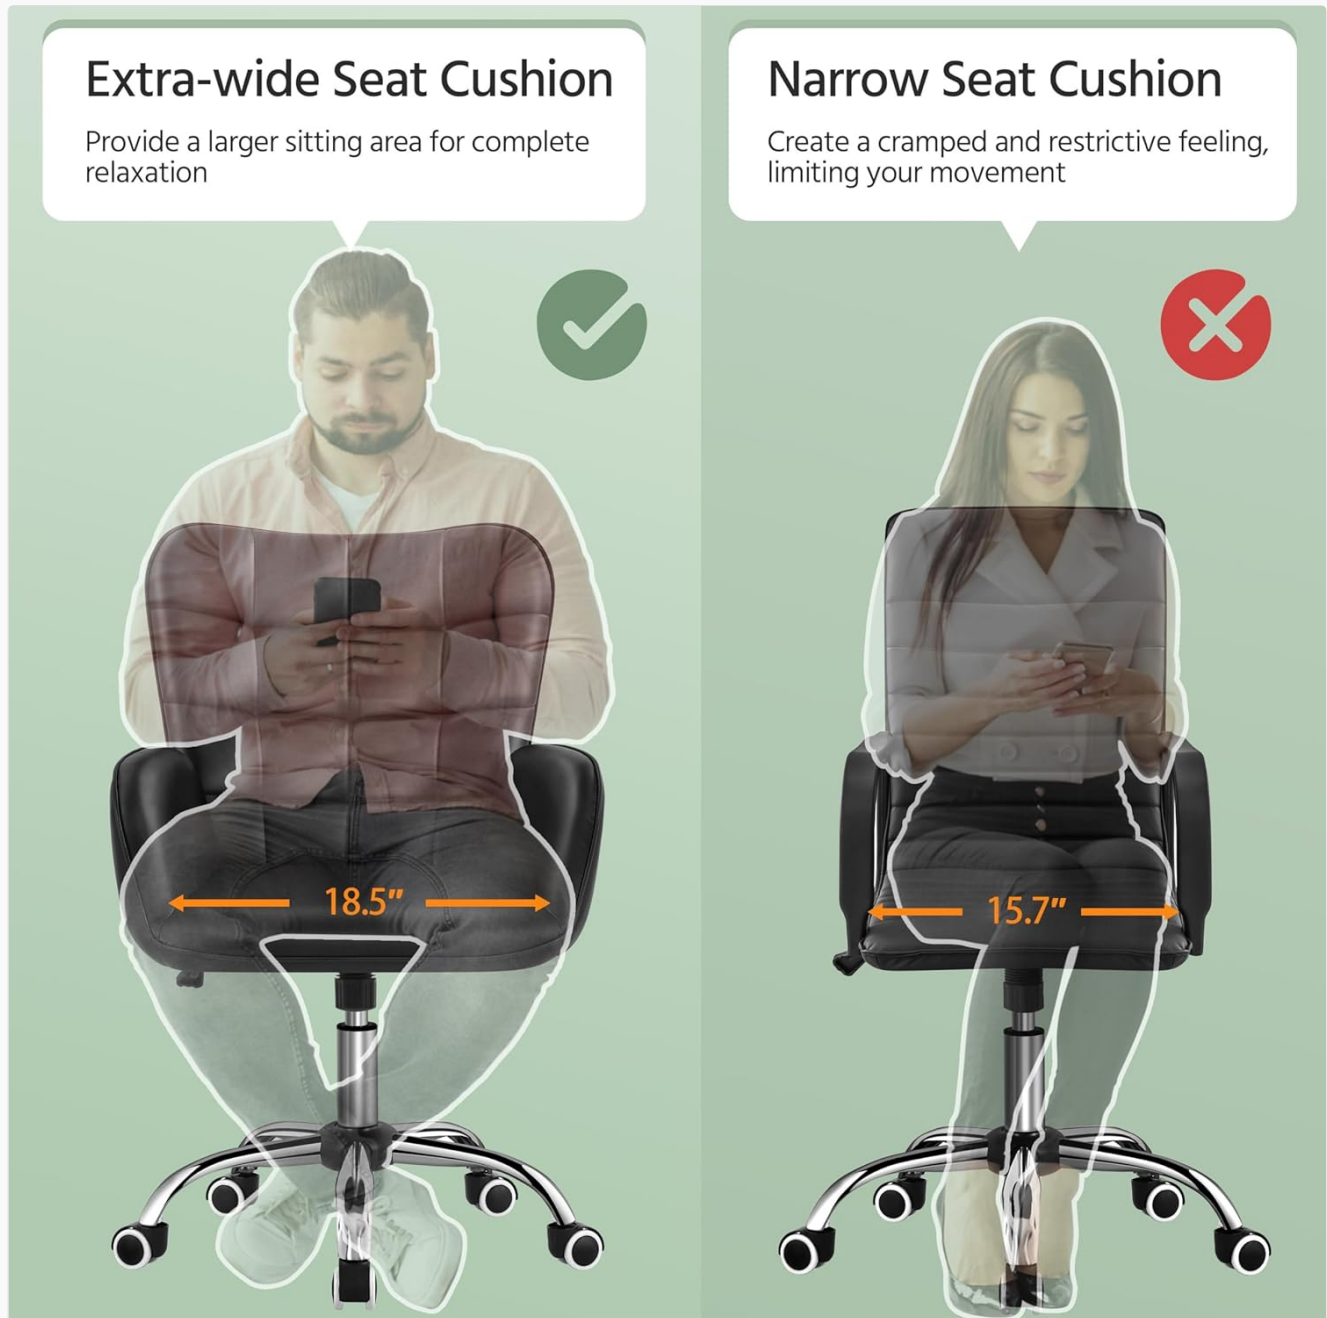 Extra-wide Seat Cushion
Provide a larger sitting area for complete
relaxation
Narrow Seat Cushion
Create a cramped and restrictive feeling,
limiting your movement
18.5"
15.7"